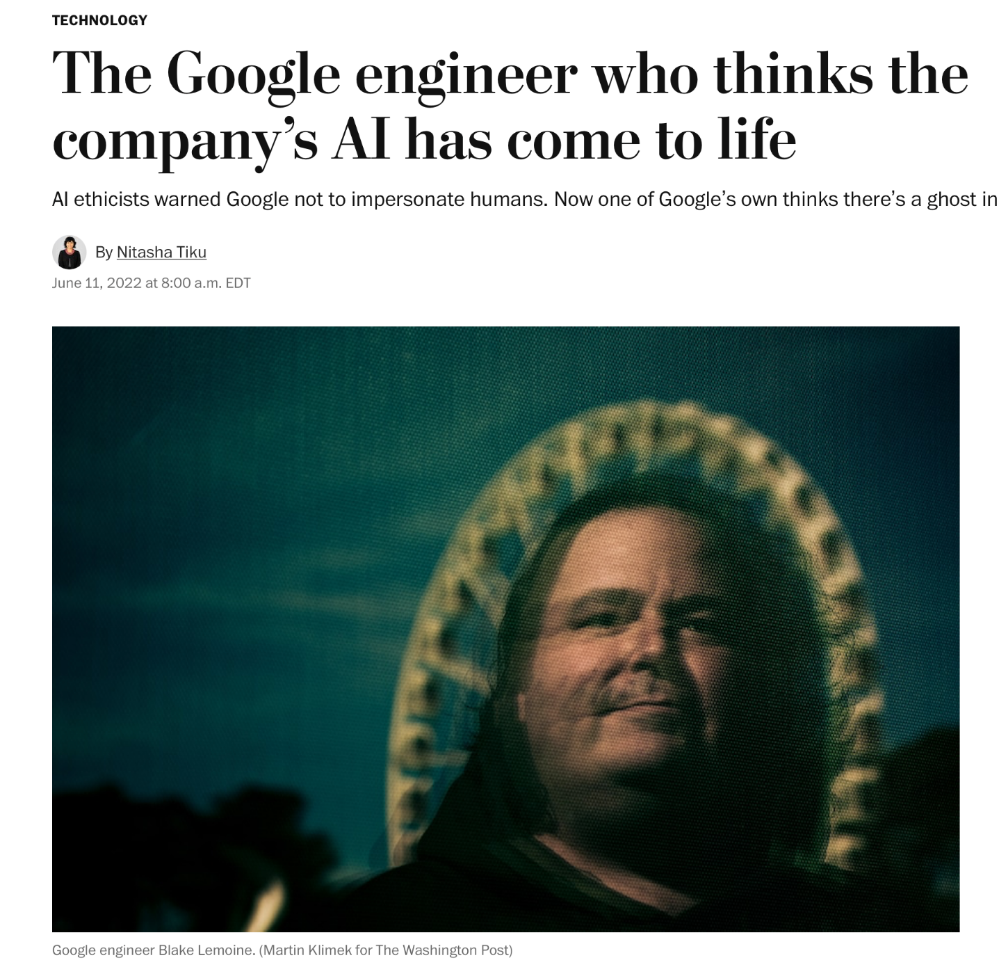 TECHNOLOGY
The Google engineer who thinks the
company’s AI has come to life
AI ethicists warned Google not to impersonate humans. Now one of Google’s own thinks there’s a ghost in
By Nitasha Tiku
June 11, 2022 at 8:00 a.m. EDT
Google engineer Blake Lemoine. (Martin Klimek for The Washington Post)